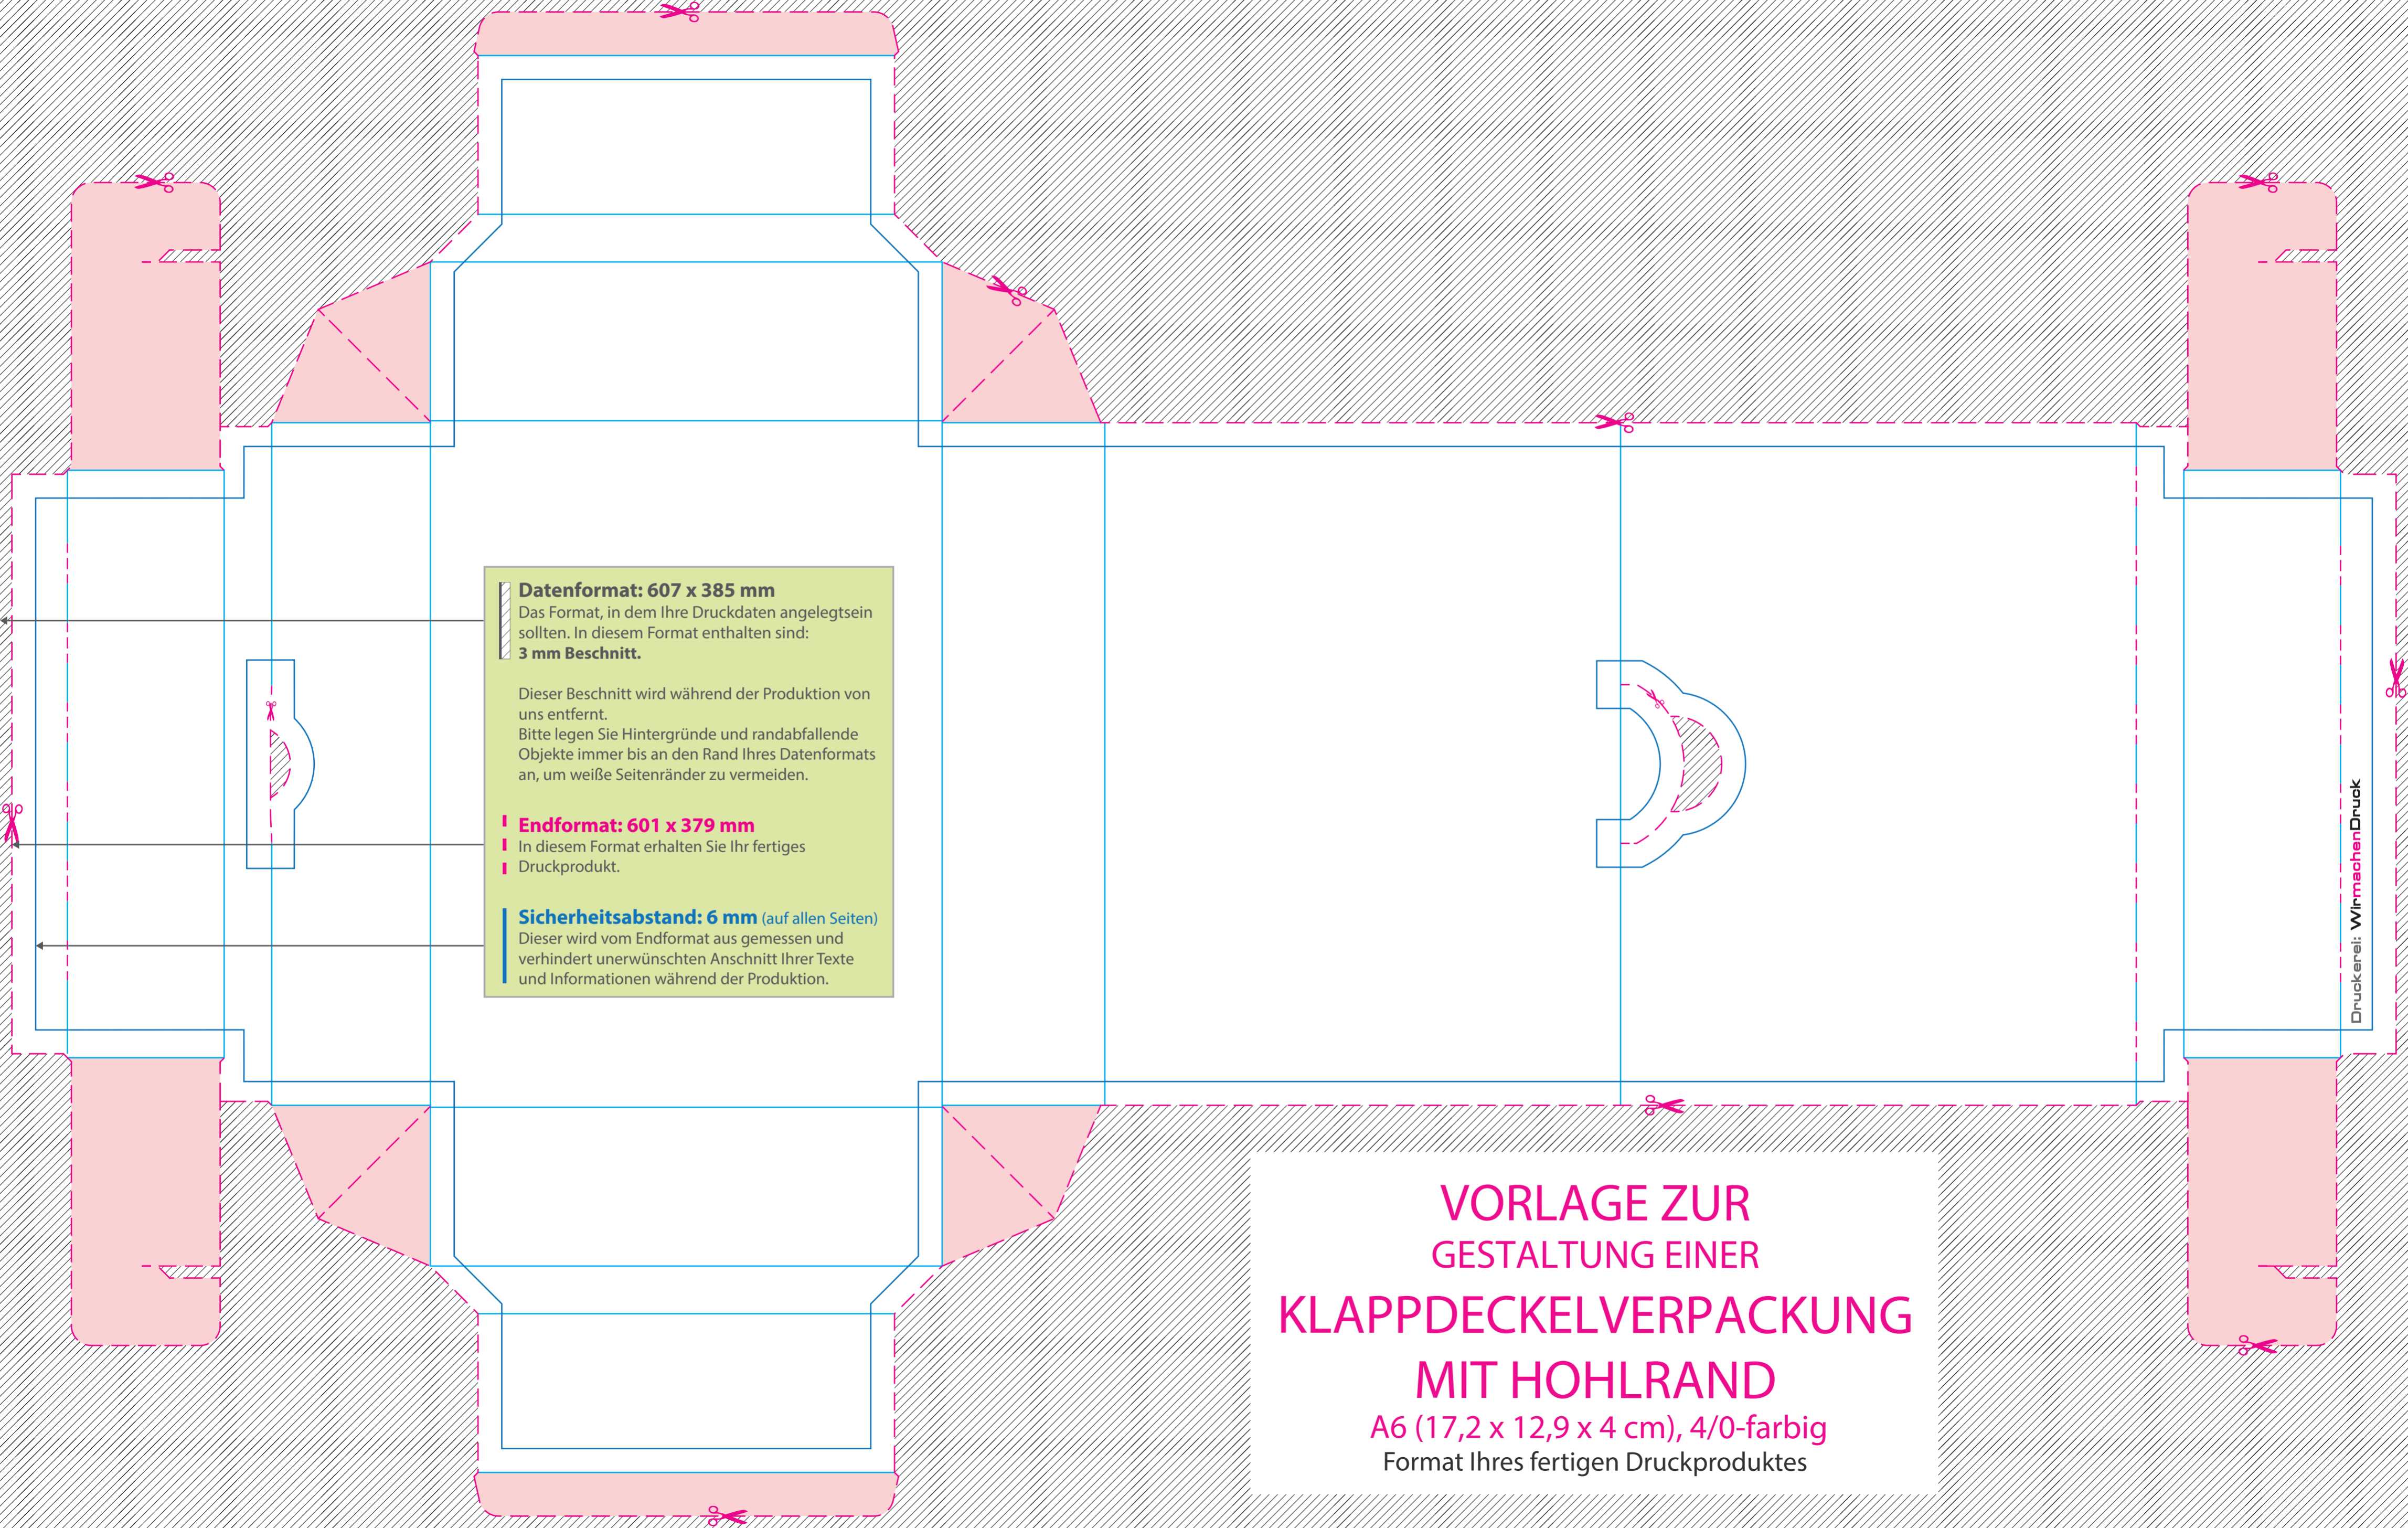 Datenformat: 607 x 385 mm
Das Format, in dem Ihre Druckdaten angelegtsein
sollten. In diesem Format enthalten sind:
3 mm Beschnitt.
Dieser Beschnitt wird während der Produktion von
uns entfernt.
Bitte legen Sie Hintergründe und randabfallende
Objekte immer bis an den Rand Ihres Datenformats
an, um weiße Seitenränder zu vermeiden.
Endformat: 601 x 379 mm
In diesem Format erhalten Sie Ihr fertiges
Druckprodukt.
Sicherheitsabstand: 6 mm (auf allen Seiten)
Dieser wird vom Endformat aus gemessen und
verhindert unerwünschten Anschnitt Ihrer Texte
und Informationen während der Produktion.
Druckerei: WirmachenDruck
VORLAGE ZUR
GESTALTUNG EINER
KLAPPDECKELVERPACKUNG
MIT HOHLRAND
A6 (17,2 x 12,9 x 4 cm), 4/0-farbig
Format Ihres fertigen Druckproduktes